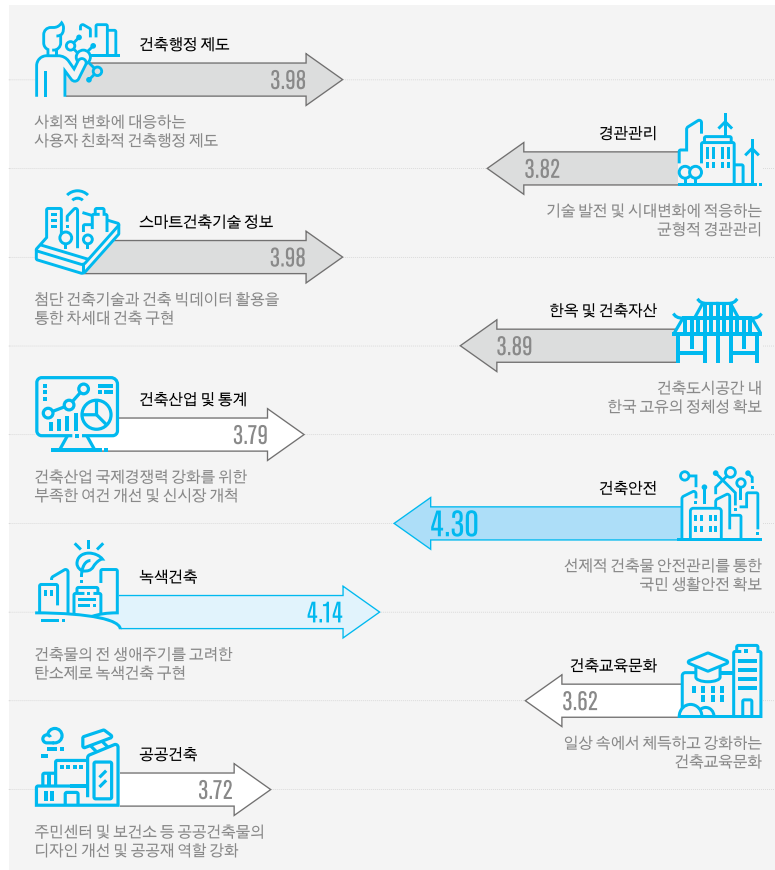 건축행정 제도
3.98
사회적 변화에 대응하는
사용자 친화적 건축행정 제도
경관관리
3.82
기술 발전 및 시대변화에 적응하는
균형적 경관관리
스마트건축기술 정보
3.98
첨단 건축기술과 건축 빅데이터 활용을
통한 차세대 건축 구현
한옥 및 건축자산
3.89
건축도시공간 내
한국 고유의 정체성 확보
건축산업 및 통계
3.79
건축산업 국제경쟁력 강화를 위한
부족한 여건 개선 및 신시장 개척
건축안전
4.30
선제적 건축물 안전관리를 통한
국민 생활안전 확보
녹색건축
4.14
건축물의 전 생애주기를 고려한
탄소제로 녹색건축 구현
건축교육문화
3.62
일상 속에서 체득하고 강화하는
건축교육문화
공공건축
3.72
주민센터 및 보건소 등 공공건축물의
디자인 개선 및 공공재 역할 강화